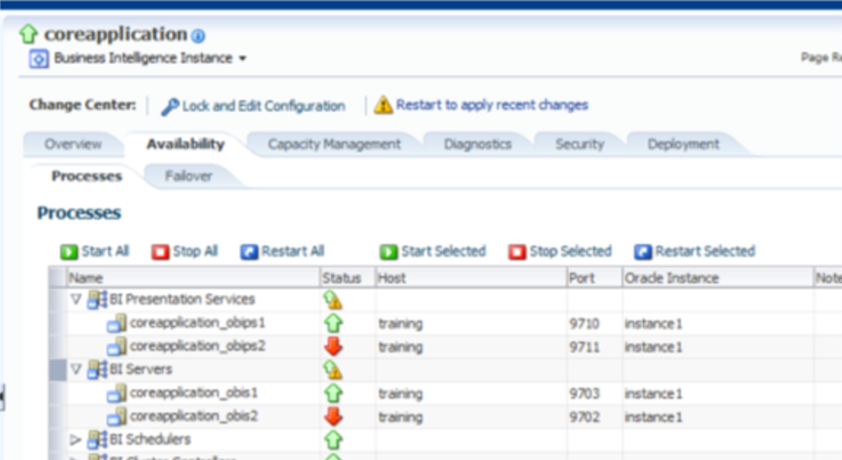 coreapplication
Business Intelligence Instance
Page Re
Change Center: Lock and Edit Configuration Restart to apply recent changes
Overview Availability Capacity Management Diagnostics Security Deployment
Processes Failover
Processes
Start All Stop All Restart All Start Selected Stop Selected Restart Selected
Name Status Host Port Oracle Instance Note
BI Presentation Services
coreapplication_obips1 training 9710 instance1
coreapplication_obips2 training 9711 instance1
BI Servers
coreapplication_obis1 training 9703 instance1
coreapplication_obis2 training 9702 instance1
BI Schedulers
BI Cluster Controllers